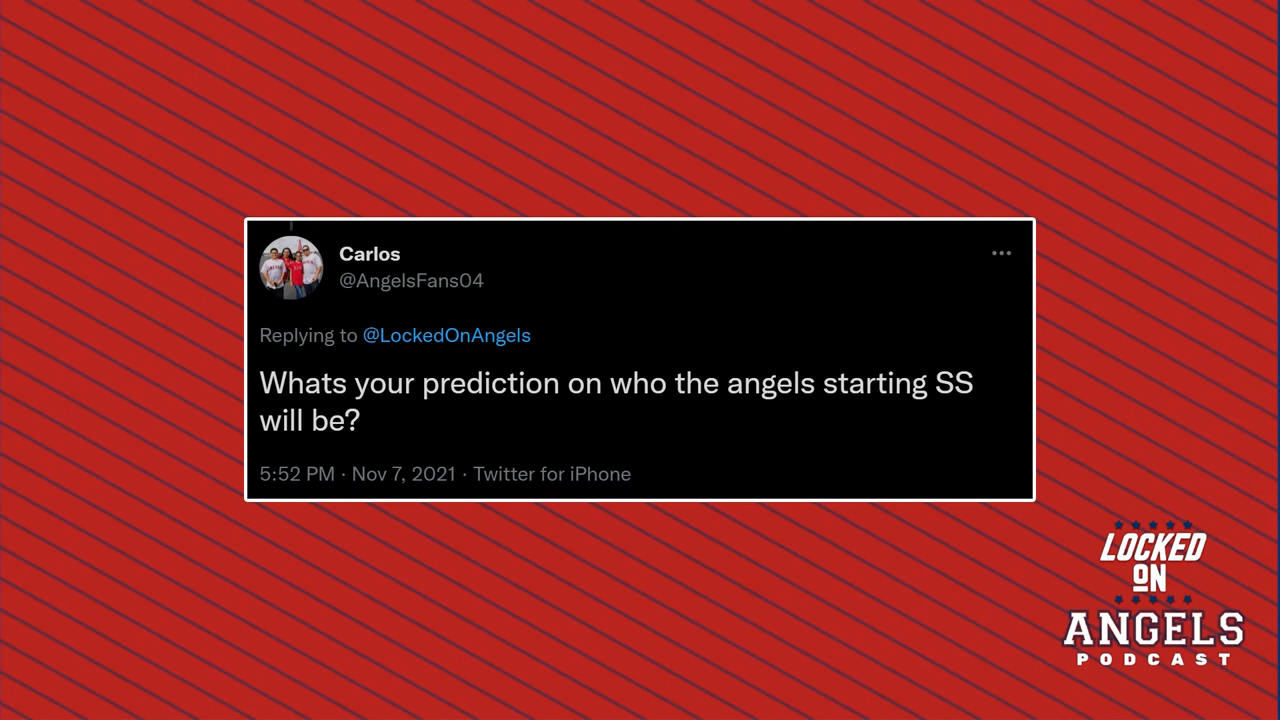 Carlos
@AngelsFans04
Replying to @LockedOnAngels
Whats your prediction on who the angels starting SS
will be?
5:52 PM · Nov 7, 2021 · Twitter for iPhone
LOCKED
ON
ANGELS
PODCAST